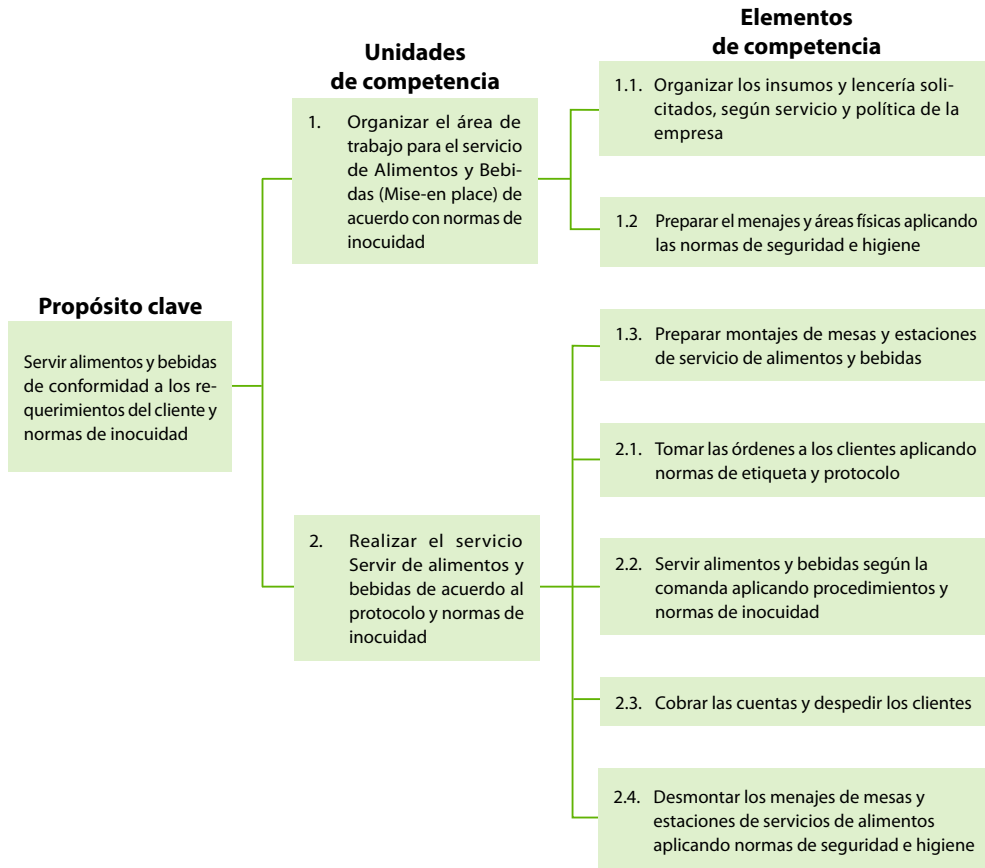 Propósito clave
Servir alimentos y bebidas
de conformidad a los re-
querimientos del cliente y
normas de inocuidad
Unidades
de competencia
1. Organizar el área de
trabajo para el servicio
de Alimentos y Bebi-
das (Mise-en place) de
acuerdo con normas de
inocuidad
2. Realizar el servicio
Servir de alimentos y
bebidas de acuerdo al
protocolo y normas de
inocuidad
Elementos
de competencia
1.1. Organizar los insumos y lencería soli-
citados, según servicio y política de la
empresa
1.2 Preparar el menajes y áreas físicas aplicando
las normas de seguridad e higiene
1.3. Preparar montajes de mesas y estaciones
de servicio de alimentos y bebidas
2.1. Tomar las órdenes a los clientes aplicando
normas de etiqueta y protocolo
2.2. Servir alimentos y bebidas según la
comanda aplicando procedimientos y
normas de inocuidad
2.3. Cobrar las cuentas y despedir los clientes
2.4. Desmontar los menajes de mesas y
estaciones de servicios de alimentos
aplicando normas de seguridad e higiene